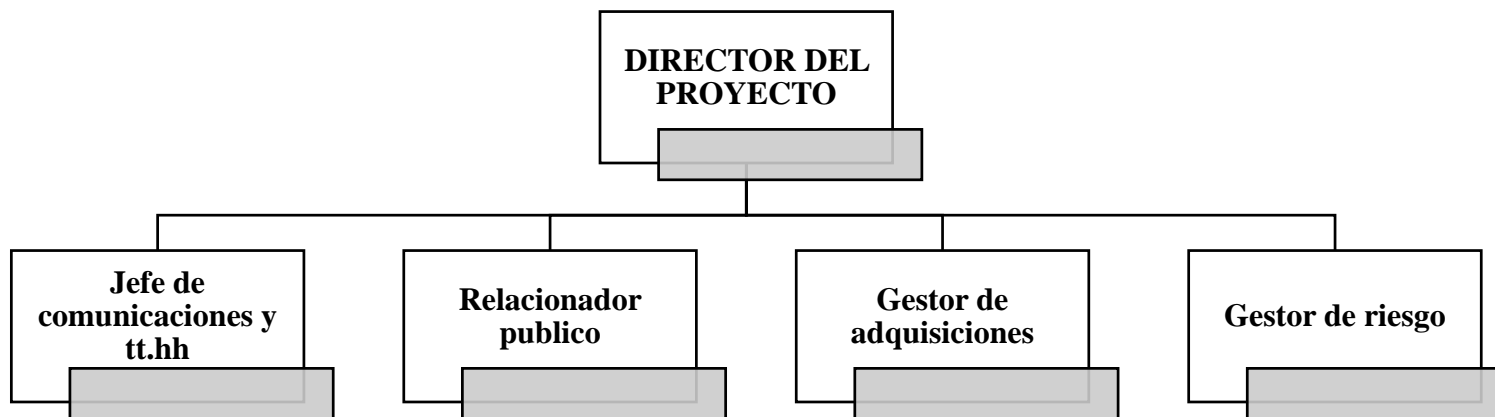 DIRECTOR DEL
PROYECTO
Jefe de
comunicaciones y
tt.hh
Relacionador
publico
Gestor de
adquisiciones
Gestor de riesgo